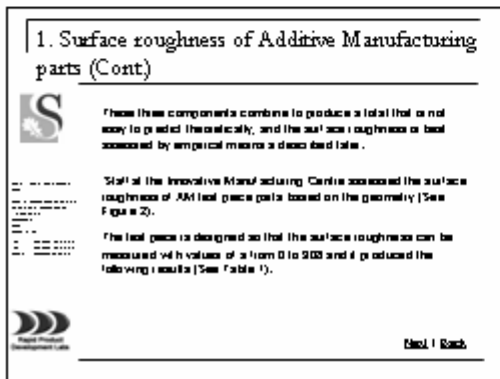 1. Surface roughness of Additive Manufacturing
parts (Cont.)
S
These three components combine to produce a total that is not
easy to predict theoretically, and the surface roughness is best
assessed by empirical means as described later.
Staff at the Innovative Manufacturing Centre assessed the surface
roughness of AM test piece parts based on the geometry (See
Figure 2).
The test piece is designed so that the surface roughness can be
measured with values of a from 0 to and it produced the
following results (See Table 1).
Rapid Product
Development Labs
Next | Back